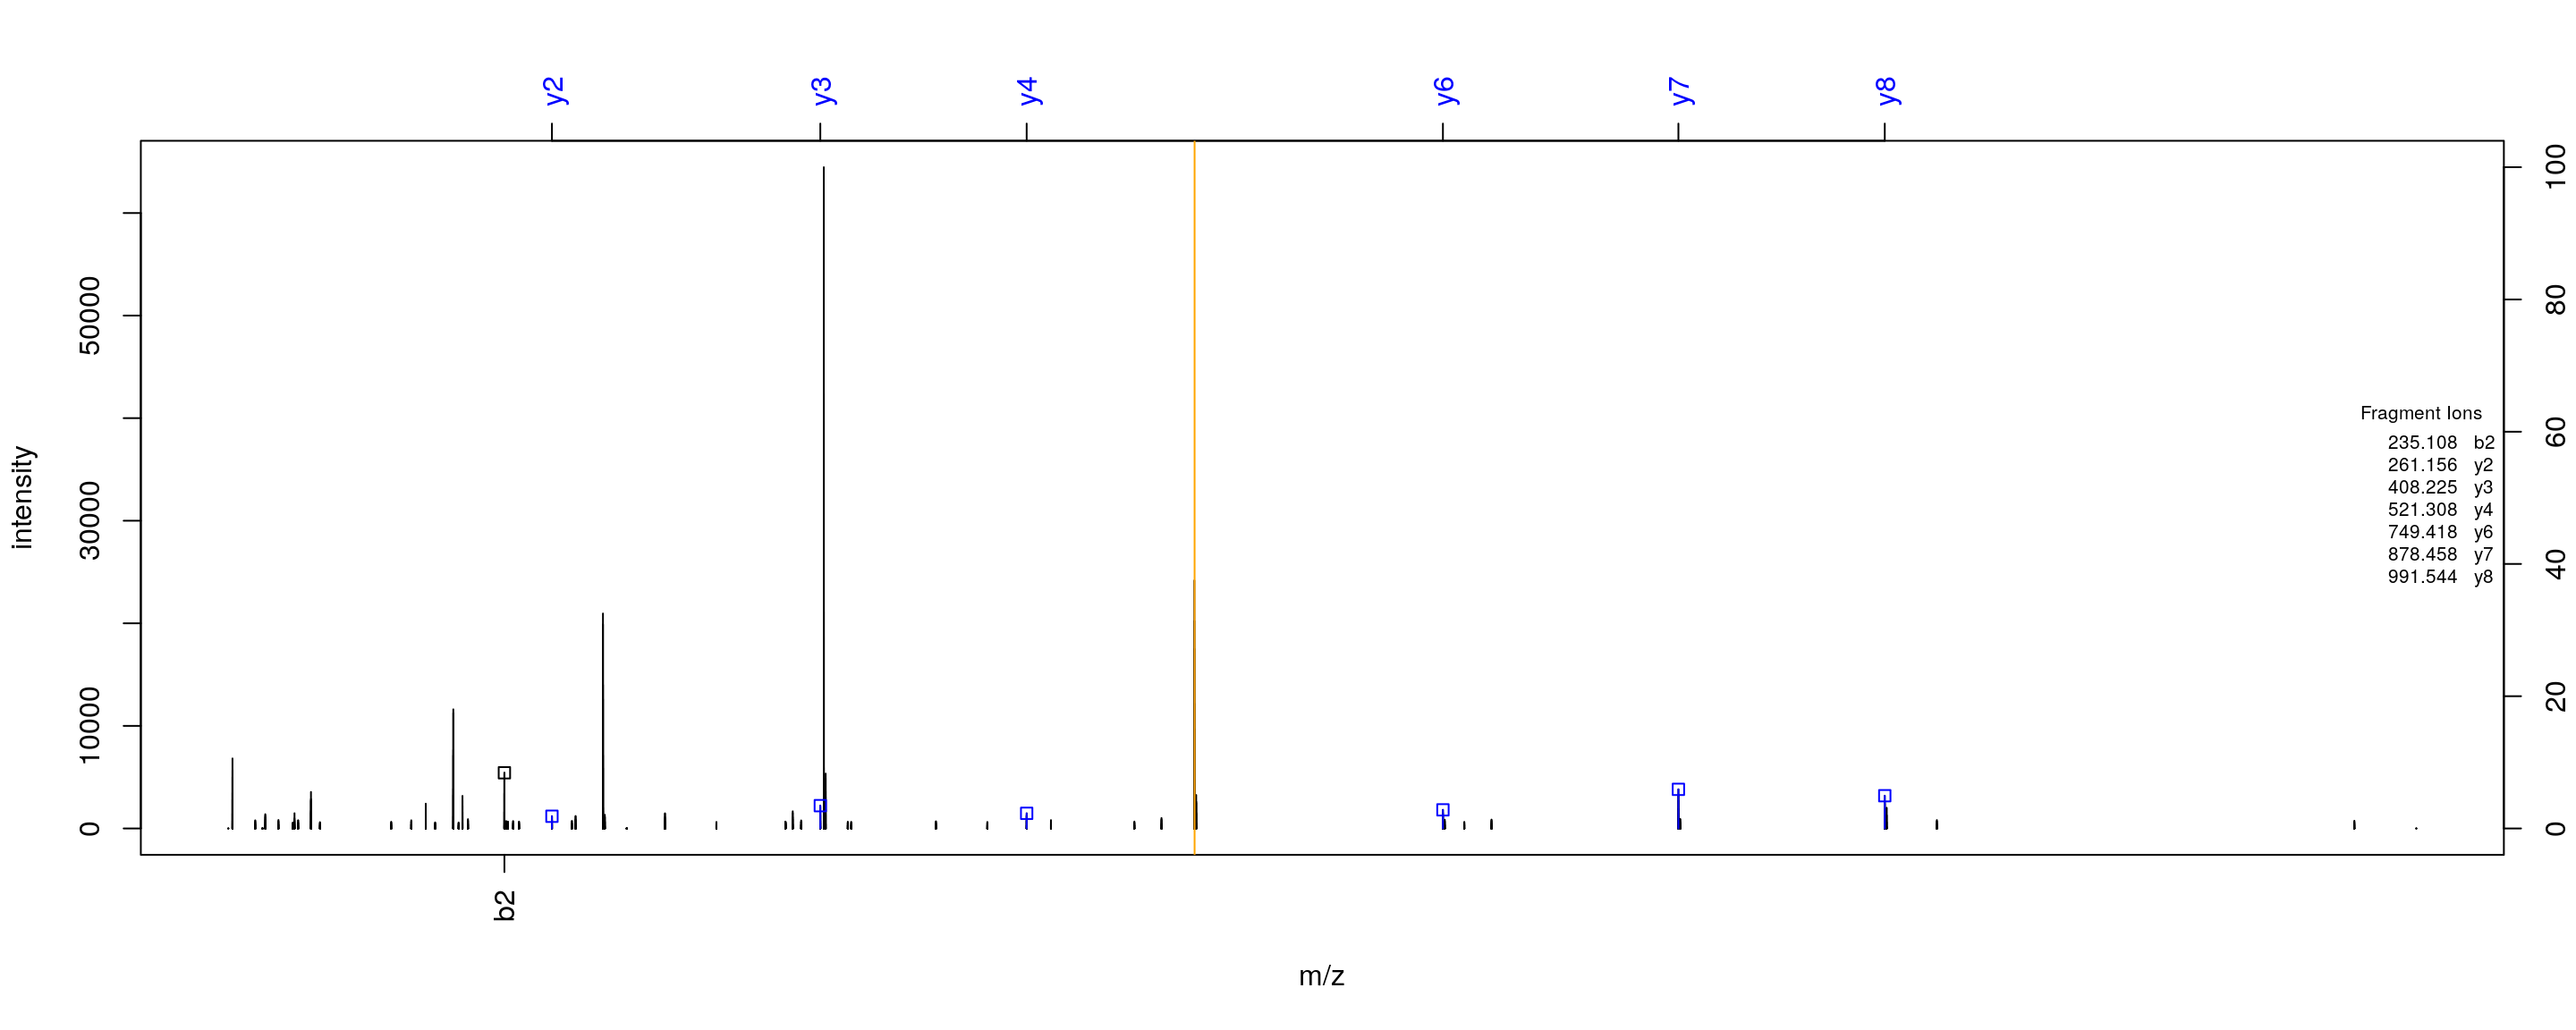 y2 y3 y4 y6 y7 y8
intensity
0 10000 30000 50000
0 20 40 60 80 100
Fragment Ions
235.108 b2
261.156 y2
408.225 y3
521.308 y4
749.418 y6
878.458 y7
991.544 y8
b2
m/z